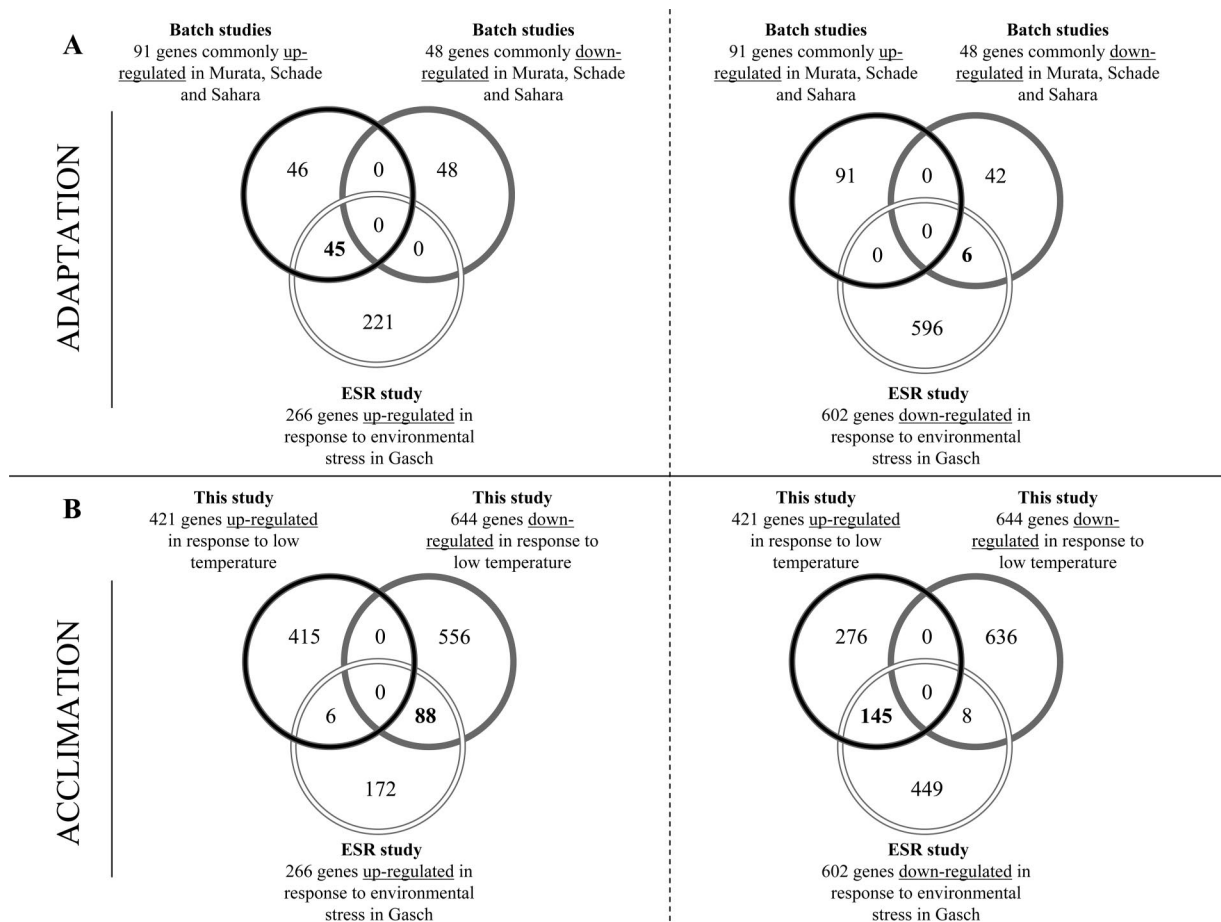 A
ADAPTATION
Batch studies
91 genes commonly up-
regulated in Murata, Schade
and Sahara
Batch studies
48 genes commonly down-
regulated in Murata, Schade
and Sahara
46
0
48
0
45
0
221
ESR study
266 genes up-regulated in
response to environmental
stress in Gasch
Batch studies
91 genes commonly up-
regulated in Murata, Schade
and Sahara
Batch studies
48 genes commonly down-
regulated in Murata, Schade
and Sahara
91
0
42
0
0
6
596
ESR study
602 genes down-regulated in
response to environmental
stress in Gasch
B
ACCLIMATION
This study
421 genes up-regulated
in response to low
temperature
This study
644 genes down-
regulated in response to
low temperature
415
0
556
0
6
88
172
ESR study
266 genes up-regulated in
response to environmental
stress in Gasch
This study
421 genes up-regulated
in response to low
temperature
This study
644 genes down-
regulated in response to
low temperature
276
0
636
0
145
8
449
ESR study
602 genes down-regulated in
response to environmental
stress in Gasch